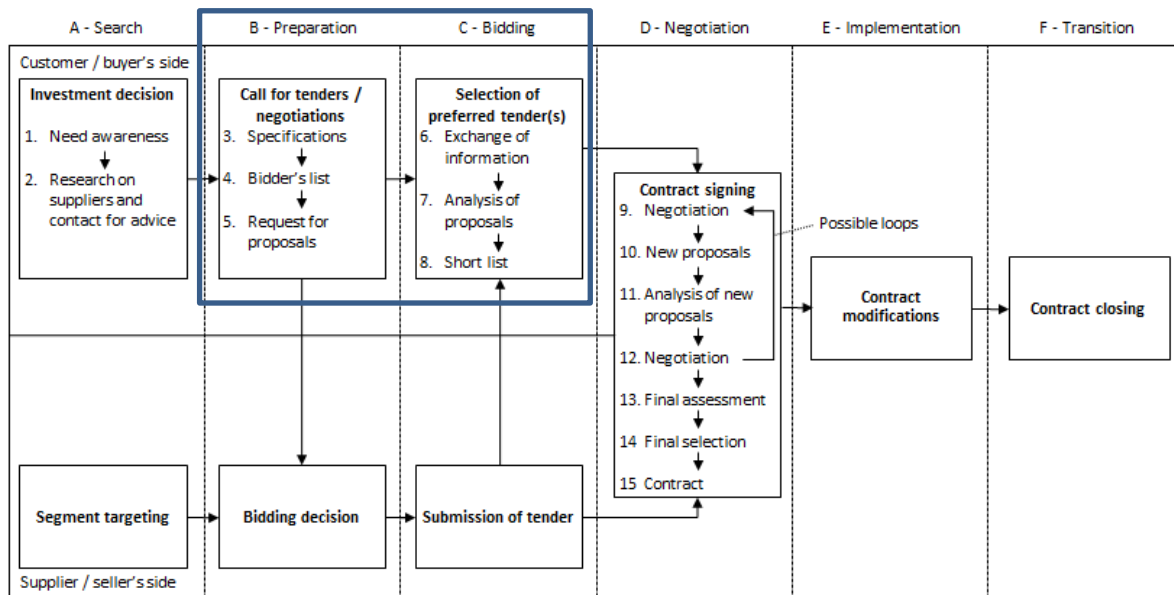 A - Search
B - Preparation
C - Bidding
D - Negotiation
E - Implementation
F - Transition
Customer / buyer's side
Investment decision
1. Need awareness
2. Research on
suppliers and
contact for advice
Call for tenders /
negotiations
3. Specifications
4. Bidder's list
5. Request for
proposals
Selection of
preferred tender(s)
6. Exchange of
information
7. Analysis of
proposals
8. Short list
Contract signing
9. Negotiation
10. New proposals
11. Analysis of new
proposals
12. Negotiation
13. Final assessment
14 Final selection
15 Contract
Possible loops
Contract
modifications
Contract closing
Segment targeting
Bidding decision
Submission of tender
Supplier / seller's side